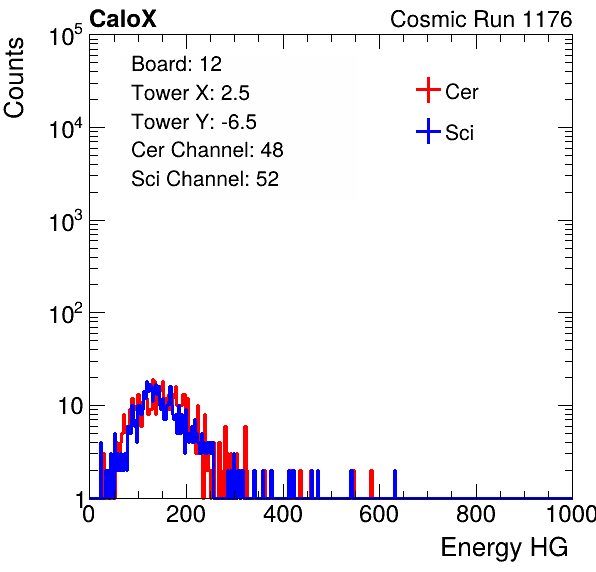 CaloX Cosmic Run 1176
Counts
10^5
10^4
10^3
10^2
10
1
Board: 12
Tower X: 2.5
Tower Y: -6.5
Cer Channel: 48
Sci Channel: 52
Cer
Sci
0 200 400 600 800 1000
Energy HG